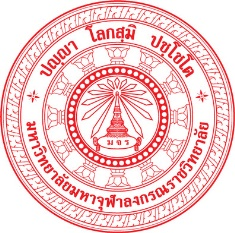 ปญฺญา โลกสฺมิ ปชฺโชโต
มจร
มหาวิทยาลัยมหาจุฬาลงกรณราชวิทยาลัย